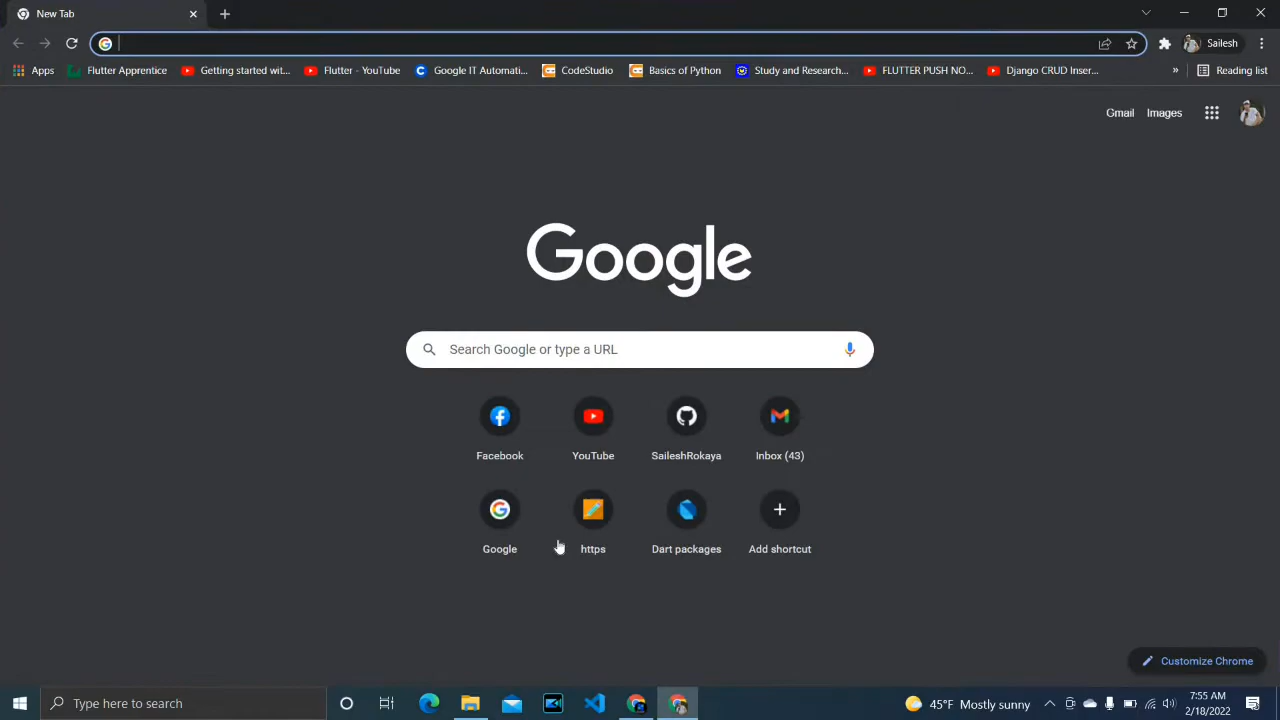 New Tab
Sailesh
Apps Flutter Apprentice Getting started wit... Flutter - YouTube Google IT Automati... CodeStudio Basics of Python Study and Research... FLUTTER PUSH NO... Django CRUD Inser... » Reading list
Gmail Images
Google
Search Google or type a URL
Facebook YouTube SaileshRokaya Inbox (43)
Google https Dart packages Add shortcut
Customize Chrome
Type here to search 45°F Mostly sunny 7:55 AM
2/18/2022